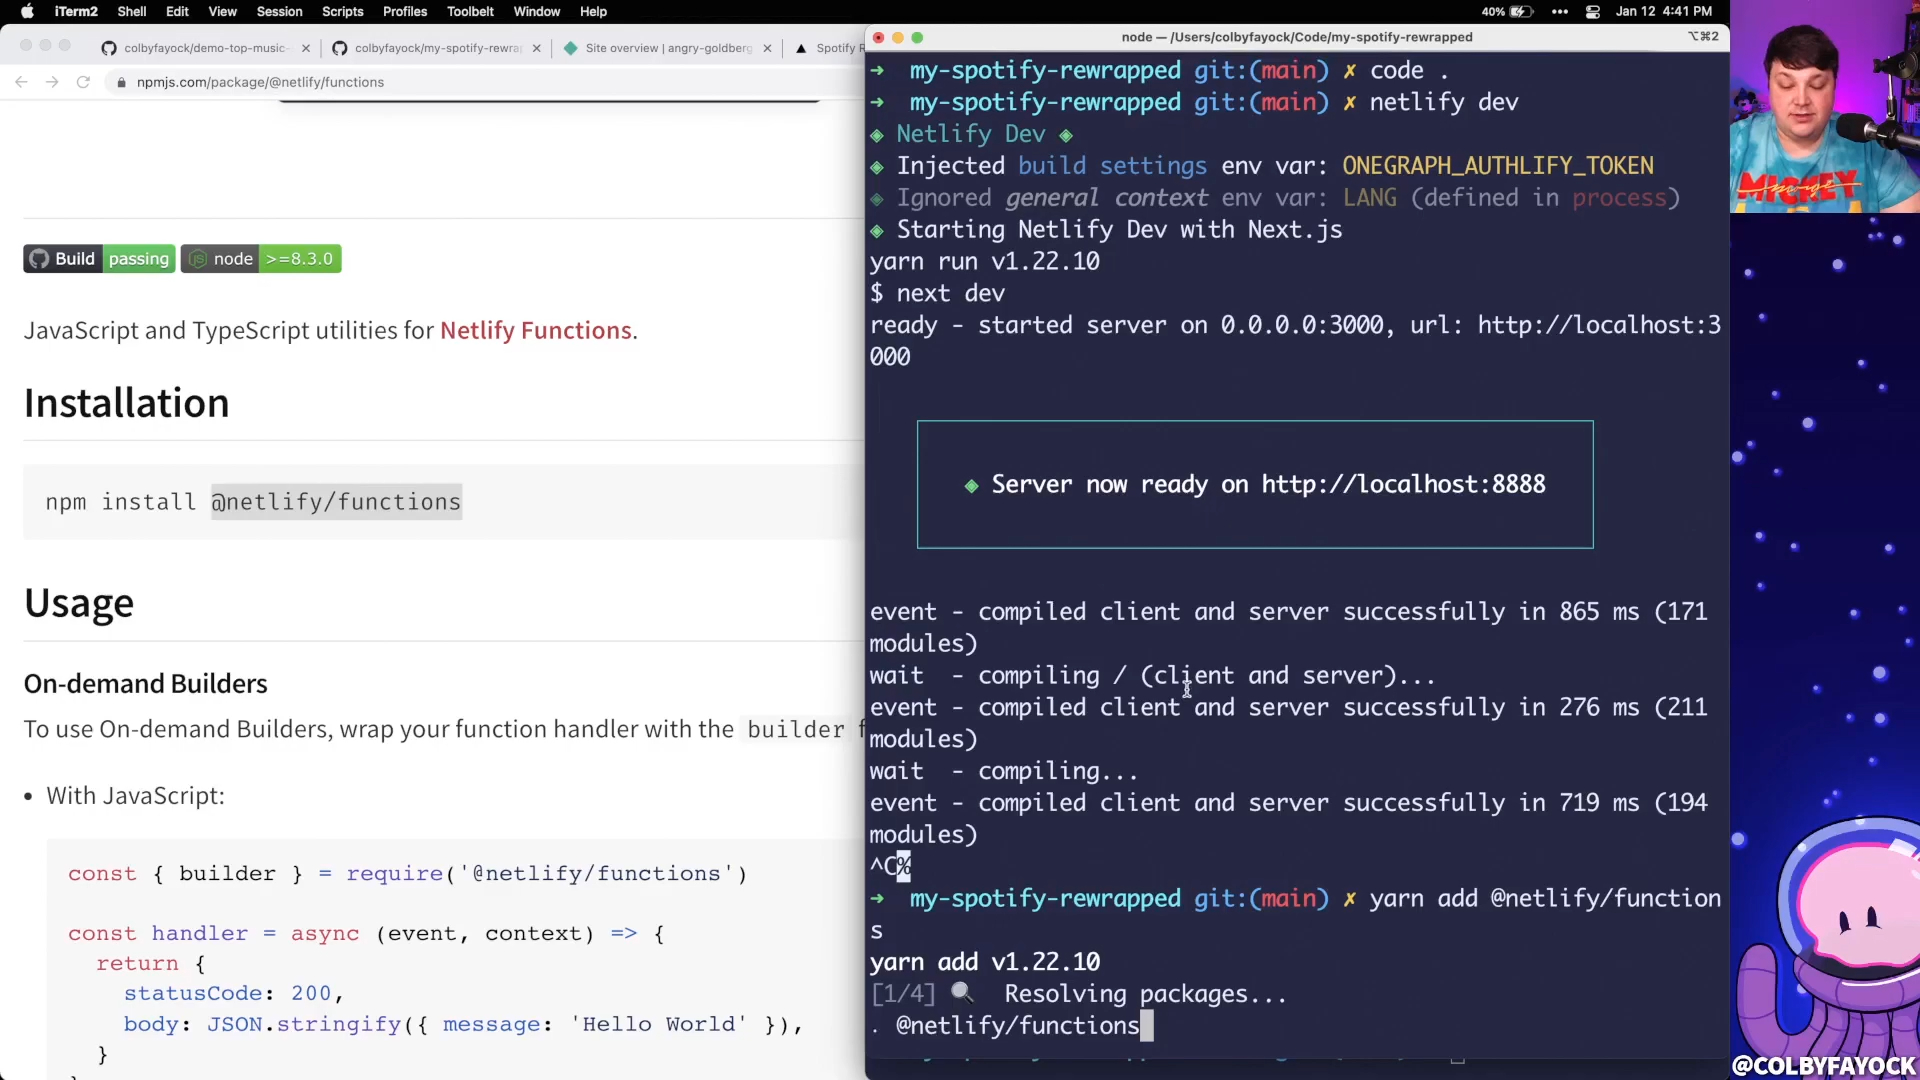 iTerm2 Shell Edit View Session Scripts Profiles Toolbelt Window Help
40% Jan 12 4:41 PM
colbyfayock/demo-top-music-
colbyfayock/my-spotify-rewra
Site overview | angry-goldberg
Spotify R
npmjs.com/package/@netlify/functions
Build passing node >=8.3.0
JavaScript and TypeScript utilities for Netlify Functions.
Installation
npm install @netlify/functions
Usage
On-demand Builders
To use On-demand Builders, wrap your function handler with the builder f
• With JavaScript:
const { builder } = require('@netlify/functions')
const handler = async (event, context) => {
return {
statusCode: 200,
body: JSON.stringify({ message: 'Hello World' }),
}
node — /Users/colbyfayock/Code/my-spotify-rewrapped
⌥⌘2
➜ my-spotify-rewrapped git:(main) ✗ code .
➜ my-spotify-rewrapped git:(main) ✗ netlify dev
◈ Netlify Dev ◈
◈ Injected build settings env var: ONEGRAPH_AUTHLIFY_TOKEN
◈ Ignored general context env var: LANG (defined in process)
◈ Starting Netlify Dev with Next.js
yarn run v1.22.10
$ next dev
ready - started server on 0.0.0.0:3000, url: http://localhost:3
000
◈ Server now ready on http://localhost:8888
event - compiled client and server successfully in 865 ms (171
modules)
wait - compiling / (client and server)...
event - compiled client and server successfully in 276 ms (211
modules)
wait - compiling...
event - compiled client and server successfully in 719 ms (194
modules)
^C%
➜ my-spotify-rewrapped git:(main) ✗ yarn add @netlify/function
s
yarn add v1.22.10
[1/4] 🔍 Resolving packages...
. @netlify/functions
@COLBYFAYOCK